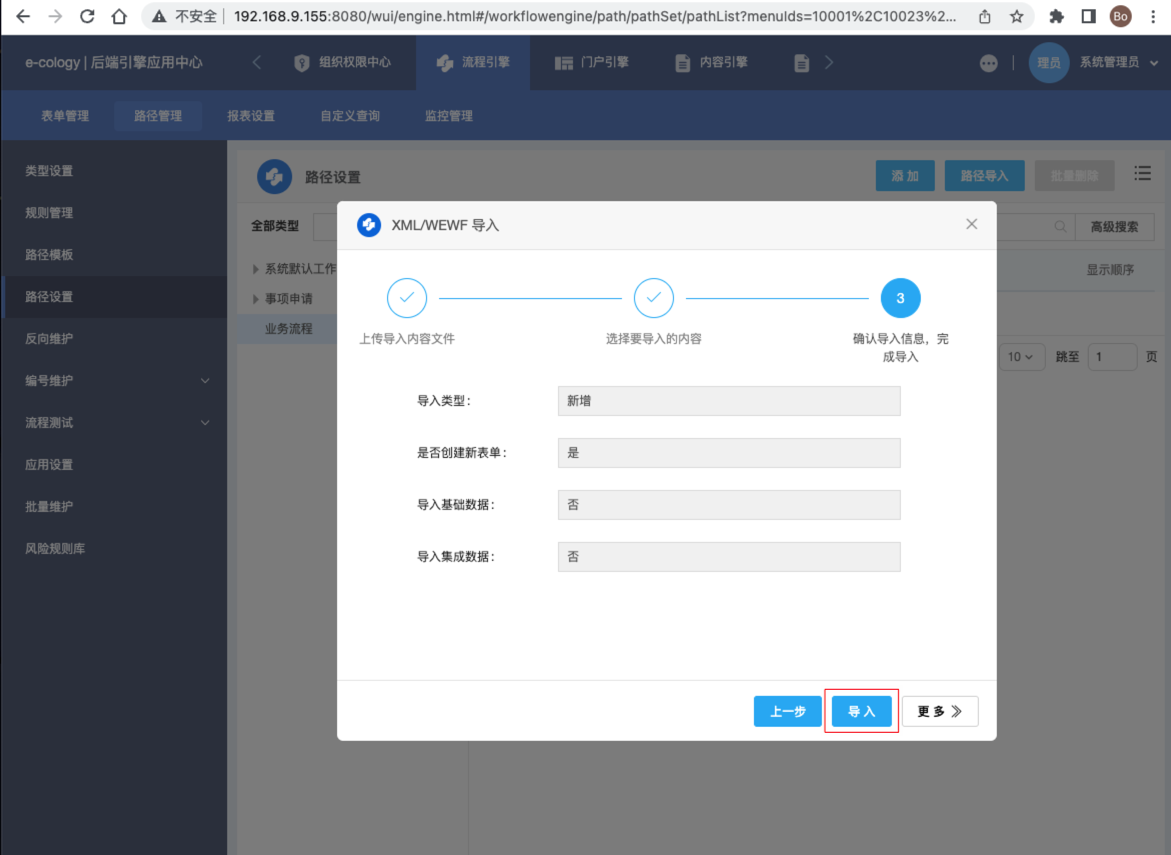 不安全 192.168.9.155:8080/wui/engine.html#/workflowengine/path/pathSet/pathList?menuIds=10001%2C10023%2... Bo
e-cology | 后端引擎应用中心 组织权限中心 流程引擎 门户引擎 内容引擎 理员 系统管理员
表单管理 路径管理 报表设置 自定义查询 监控管理
类型设置
规则管理
路径模板
路径设置
反向维护
编号维护
流程测试
应用设置
批量维护
风险规则库
路径设置 添加 路径导入 批量删除
全部类型 高级搜索
系统默认工作 显示顺序
事项申请
业务流程
10 跳至 1 页
XML/WEWF 导入
3
上传导入内容文件 选择要导入的内容 确认导入信息，完
成导入
导入类型： 新增
是否创建新表单： 是
导入基础数据： 否
导入集成数据： 否
上一步 导入 更多